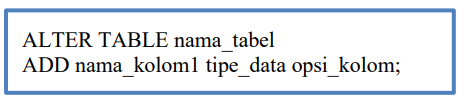 ALTER TABLE nama_tabel
ADD nama_kolom1 tipe_data opsi_kolom;